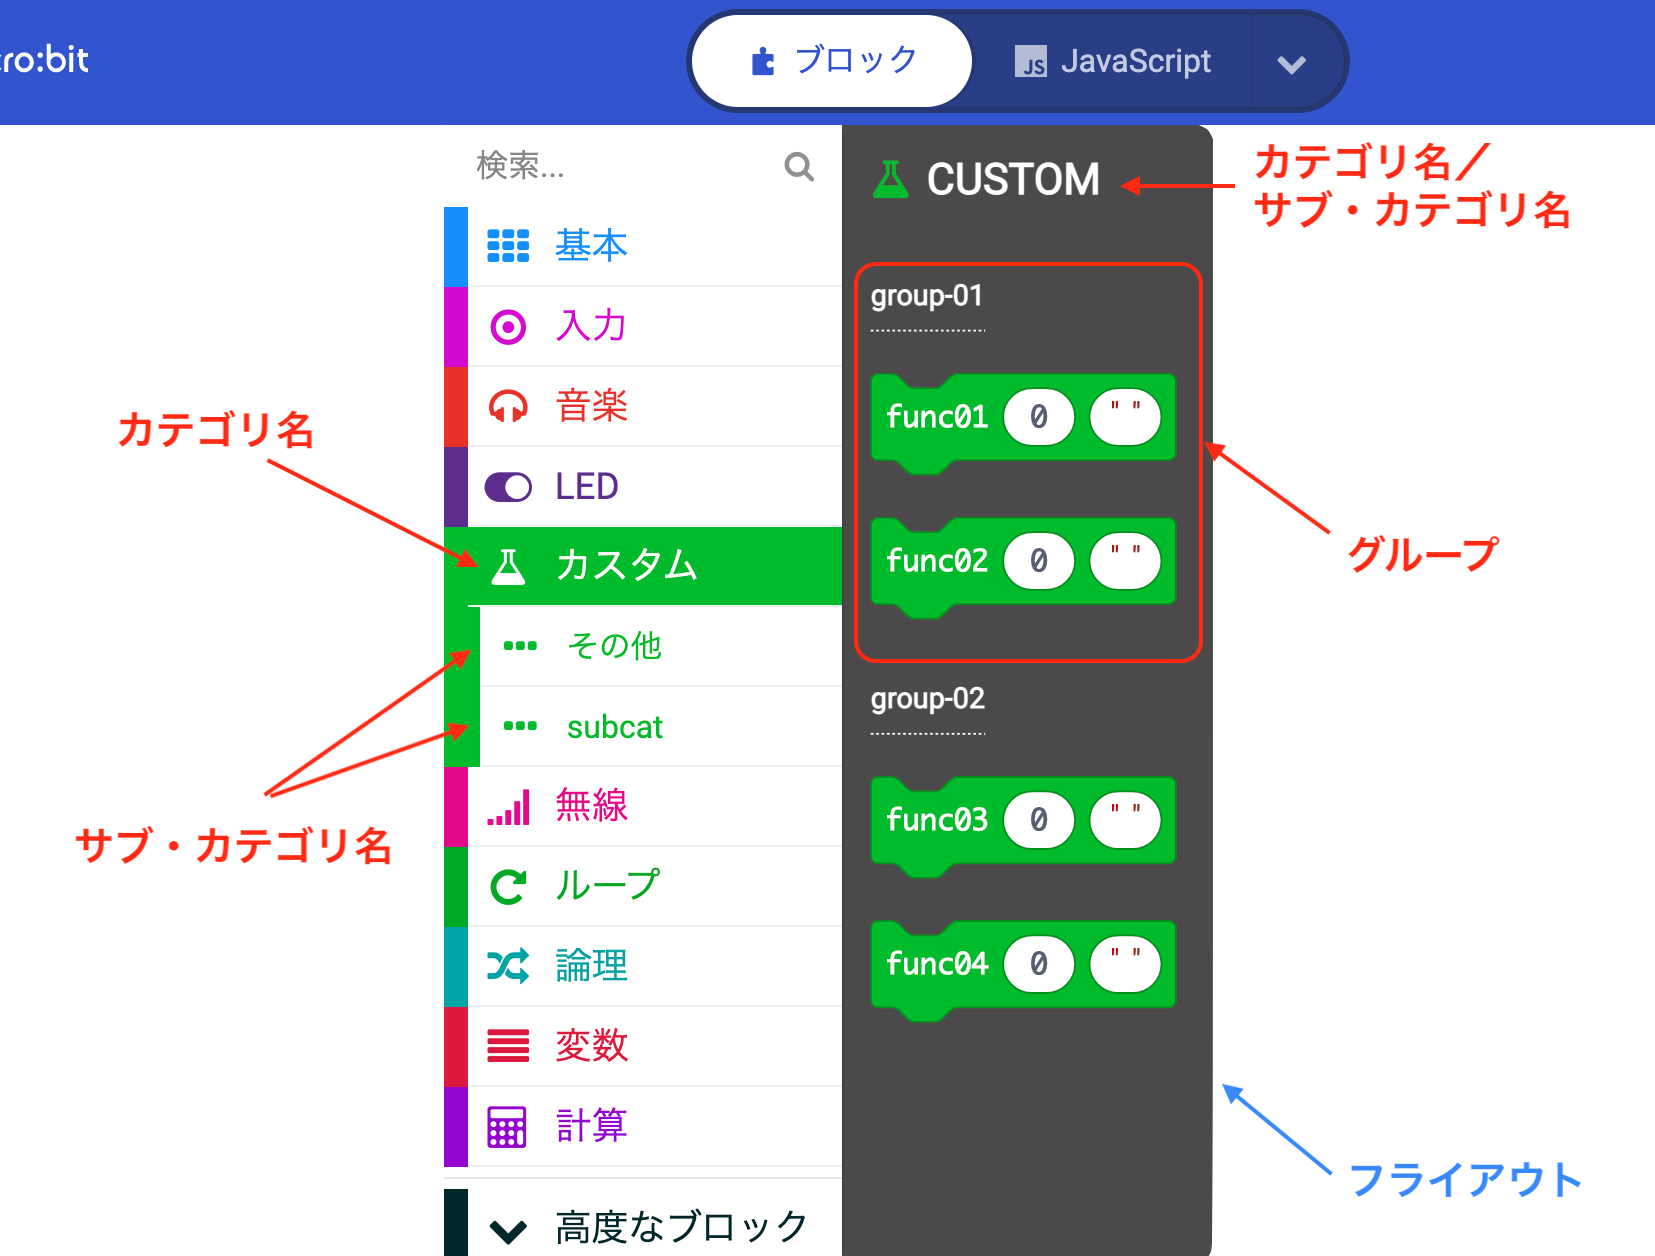 ro:bit
ブロック
JavaScript
検索...
基本
入力
音楽
LED
カスタム
その他
subcat
無線
ループ
論理
変数
計算
高度なブロック
CUSTOM
group-01
func01 0 " "
func02 0 " "
group-02
func03 0 " "
func04 0 " "
カテゴリ名
サブ・カテゴリ名
カテゴリ名／
サブ・カテゴリ名
グループ
フライアウト